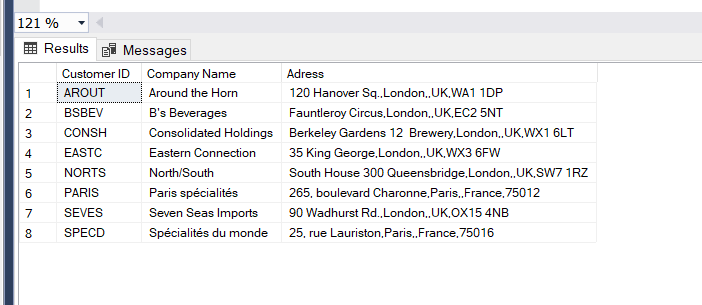 121 %
Results Messages
Customer ID Company Name Adress
1 AROUT Around the Horn 120 Hanover Sq.,London,,UK,WA1 1DP
2 BSBEV B's Beverages Fauntleroy Circus,London,,UK,EC2 5NT
3 CONSH Consolidated Holdings Berkeley Gardens 12  Brewery,London,,UK,WX1 6LT
4 EASTC Eastern Connection 35 King George,London,,UK,WX3 6FW
5 NORTS North/South South House 300 Queensbridge,London,,UK,SW7 1RZ
6 PARIS Paris spécialités 265, boulevard Charonne,Paris,,France,75012
7 SEVES Seven Seas Imports 90 Wadhurst Rd.,London,,UK,OX15 4NB
8 SPECD Spécialités du monde 25, rue Lauriston,Paris,,France,75016